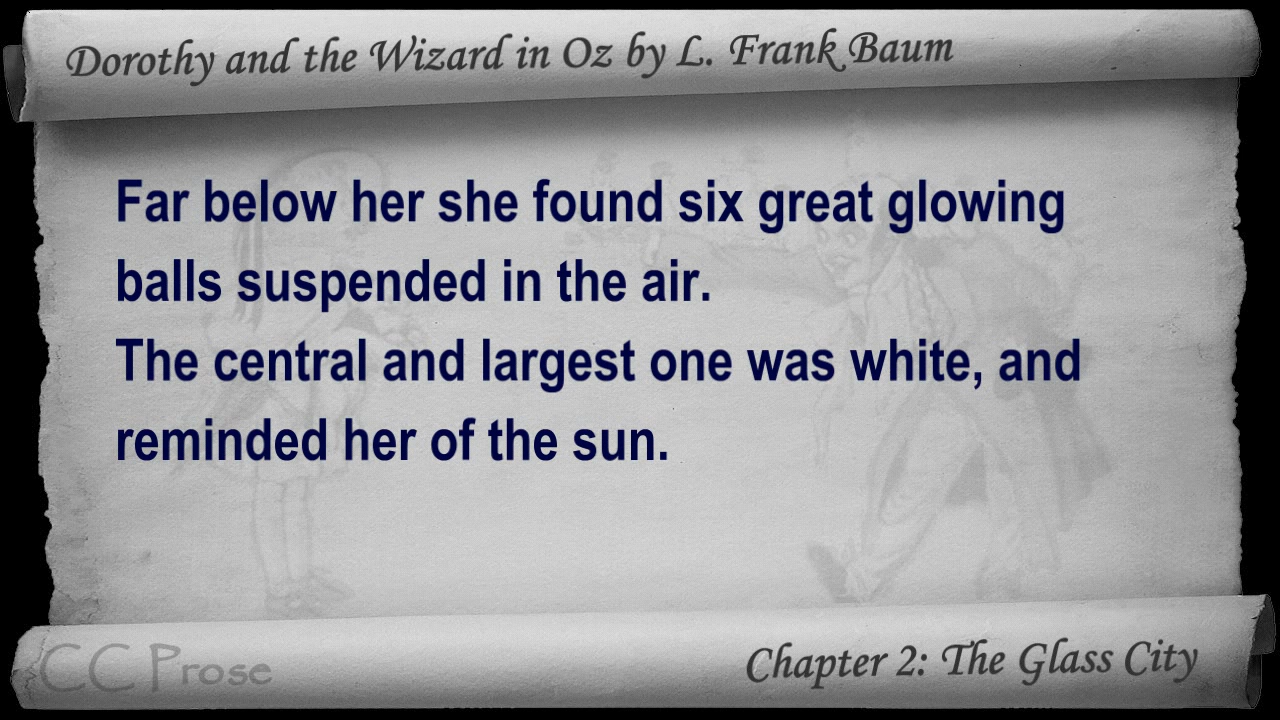 Dorothy and the Wizard in Oz by L. Frank Baum
Far below her she found six great glowing
balls suspended in the air.
The central and largest one was white, and
reminded her of the sun.
CC Prose
Chapter 2: The Glass City